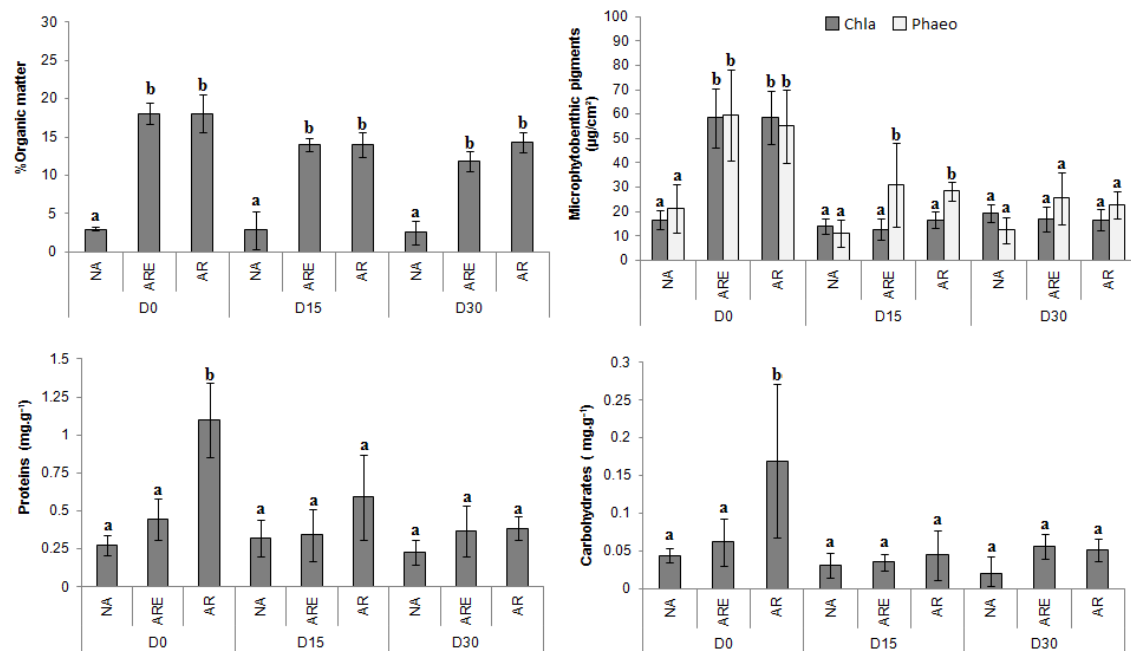 %Organic matter
30
25
20
15
10
5
0
a b b a b b a b b
NA ARE AR NA ARE AR NA ARE AR
D0 D15 D30
Microphytobenthic pigments
(µg/cm²)
100
90
80
70
60
50
40
30
20
10
0
Chla Phaeo
a a b b b b a a a b a b a a a a a a
NA ARE AR NA ARE AR NA ARE AR
D0 D15 D30
Proteins (mg.g⁻¹)
1.5
1.25
1
0.75
0.5
0.25
0
a a b a a a a a a
NA ARE AR NA ARE AR NA ARE AR
D0 D15 D30
Carbohydrates ( mg.g⁻¹)
0.3
0.25
0.2
0.15
0.1
0.05
0
a a b a a a a a a
NA ARE AR NA ARE AR NA ARE AR
D0 D15 D30